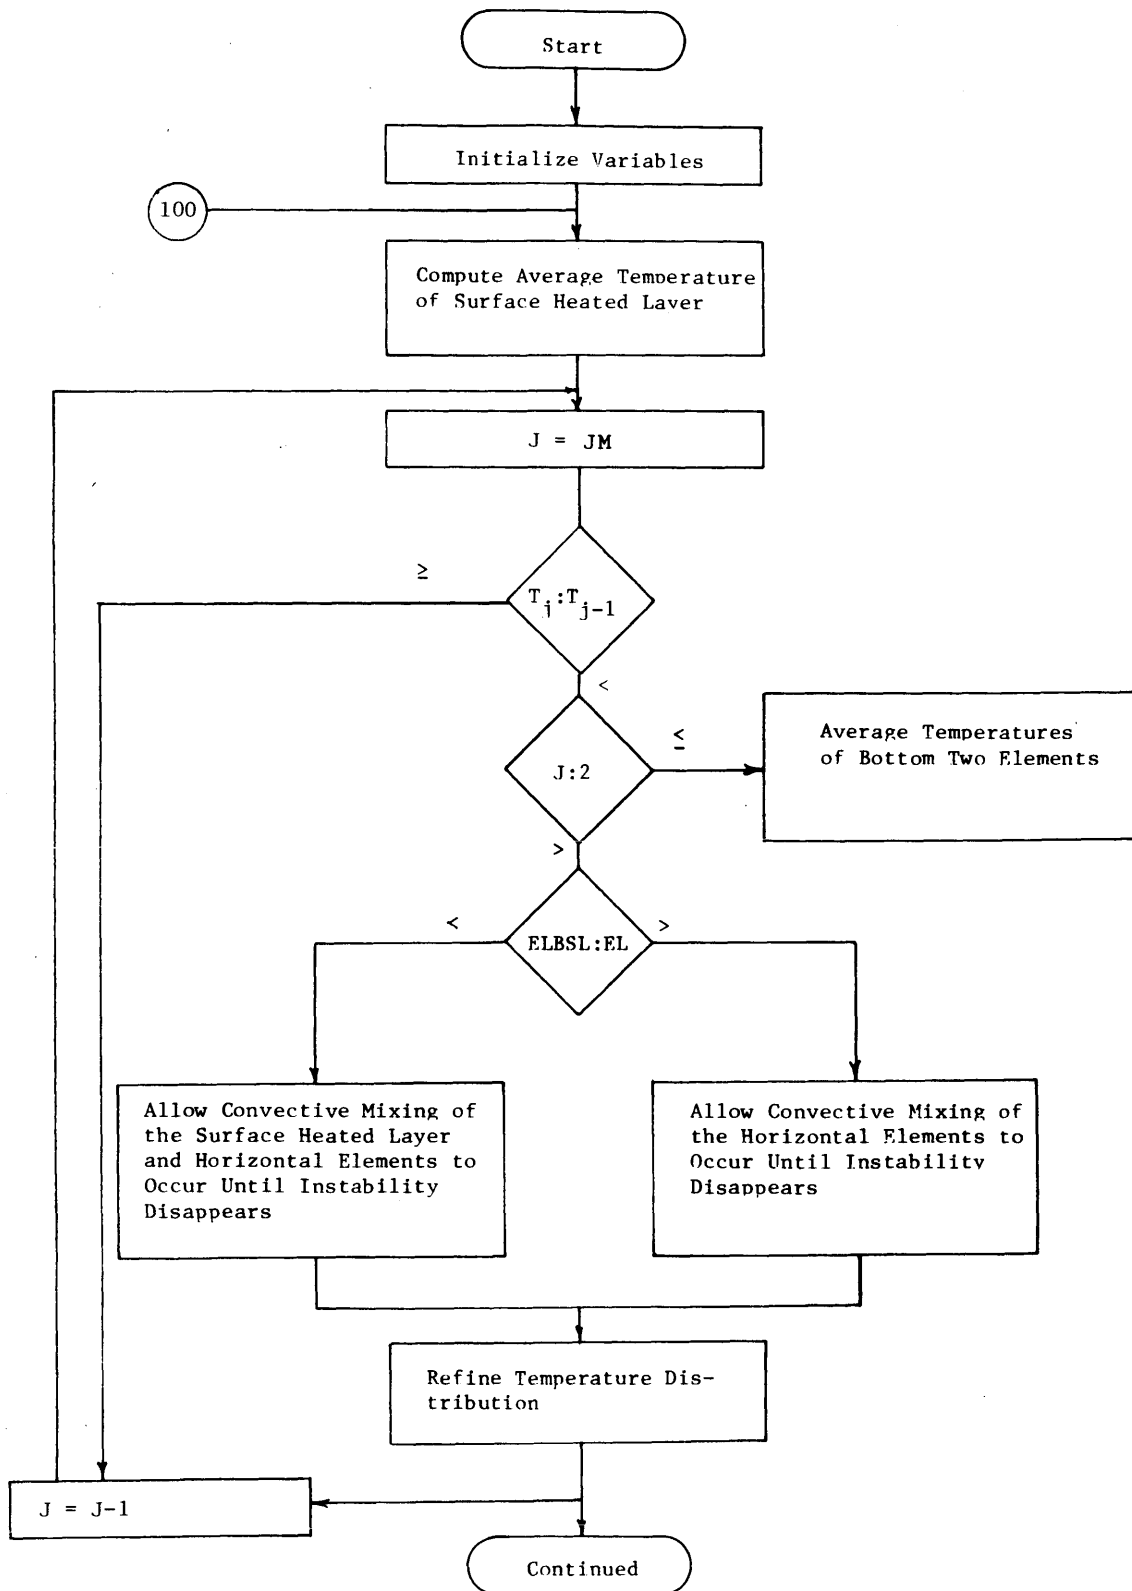 Start
Initialize Variables
100
Compute Average Temperature
of Surface Heated Layer
J = JM
≥
T_j:T_{j-1}
<
J:2
≤
Average Temperatures
of Bottom Two Elements
>
<
ELBSL:EL
>
Allow Convective Mixing of
the Surface Heated Layer
and Horizontal Elements to
Occur Until Instability
Disappears
Allow Convective Mixing of
the Horizontal Elements to
Occur Until Instability
Disappears
Refine Temperature Dis-
tribution
J = J-1
Continued